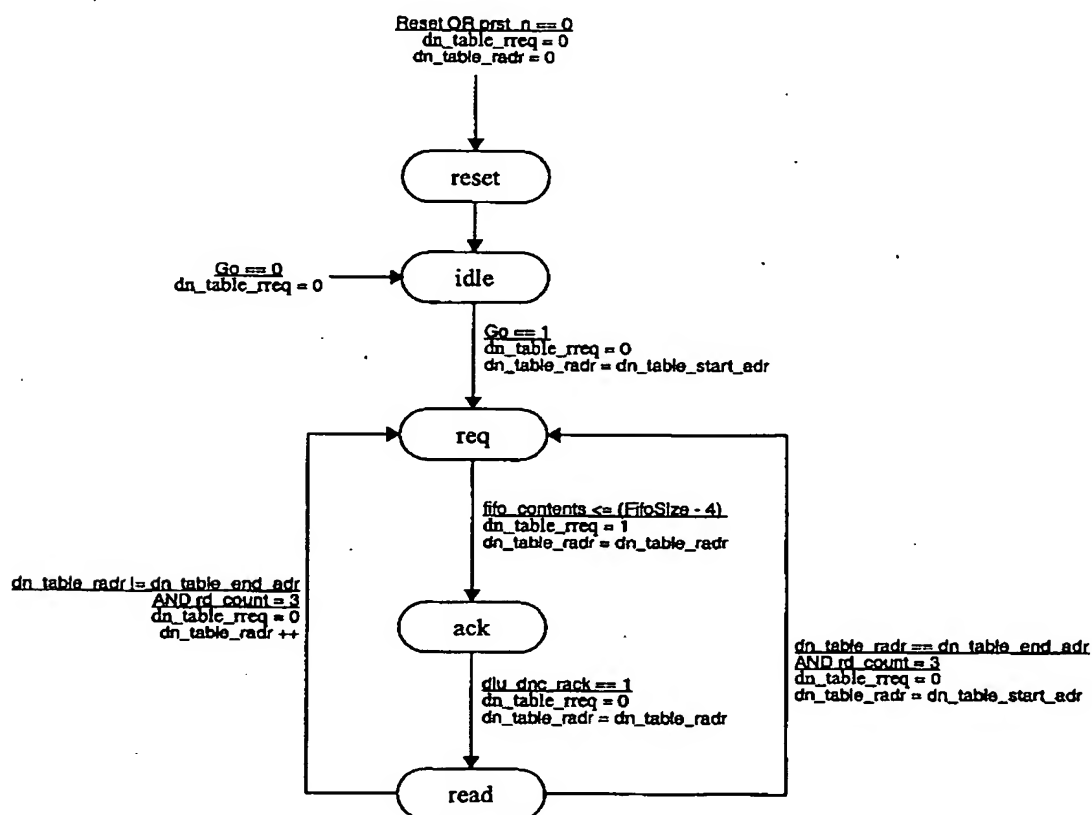 Reset OR prst_n == 0
dn_table_rreq = 0
dn_table_radr = 0
reset
idle
Go == 0
dn_table_rreq = 0
Go == 1
dn_table_rreq = 0
dn_table_radr = dn_table_start_adr
req
fifo_contents <= (FifoSize - 4)
dn_table_rreq = 1
dn_table_radr = dn_table_radr
dn_table_radr != dn_table_end_adr
AND rd_count = 3
dn_table_rreq = 0
dn_table_radr ++
ack
diu_dnc_rack == 1
dn_table_rreq = 0
dn_table_radr = dn_table_radr
dn_table_radr == dn_table_end_adr
AND rd_count = 3
dn_table_rreq = 0
dn_table_radr = dn_table_start_adr
read